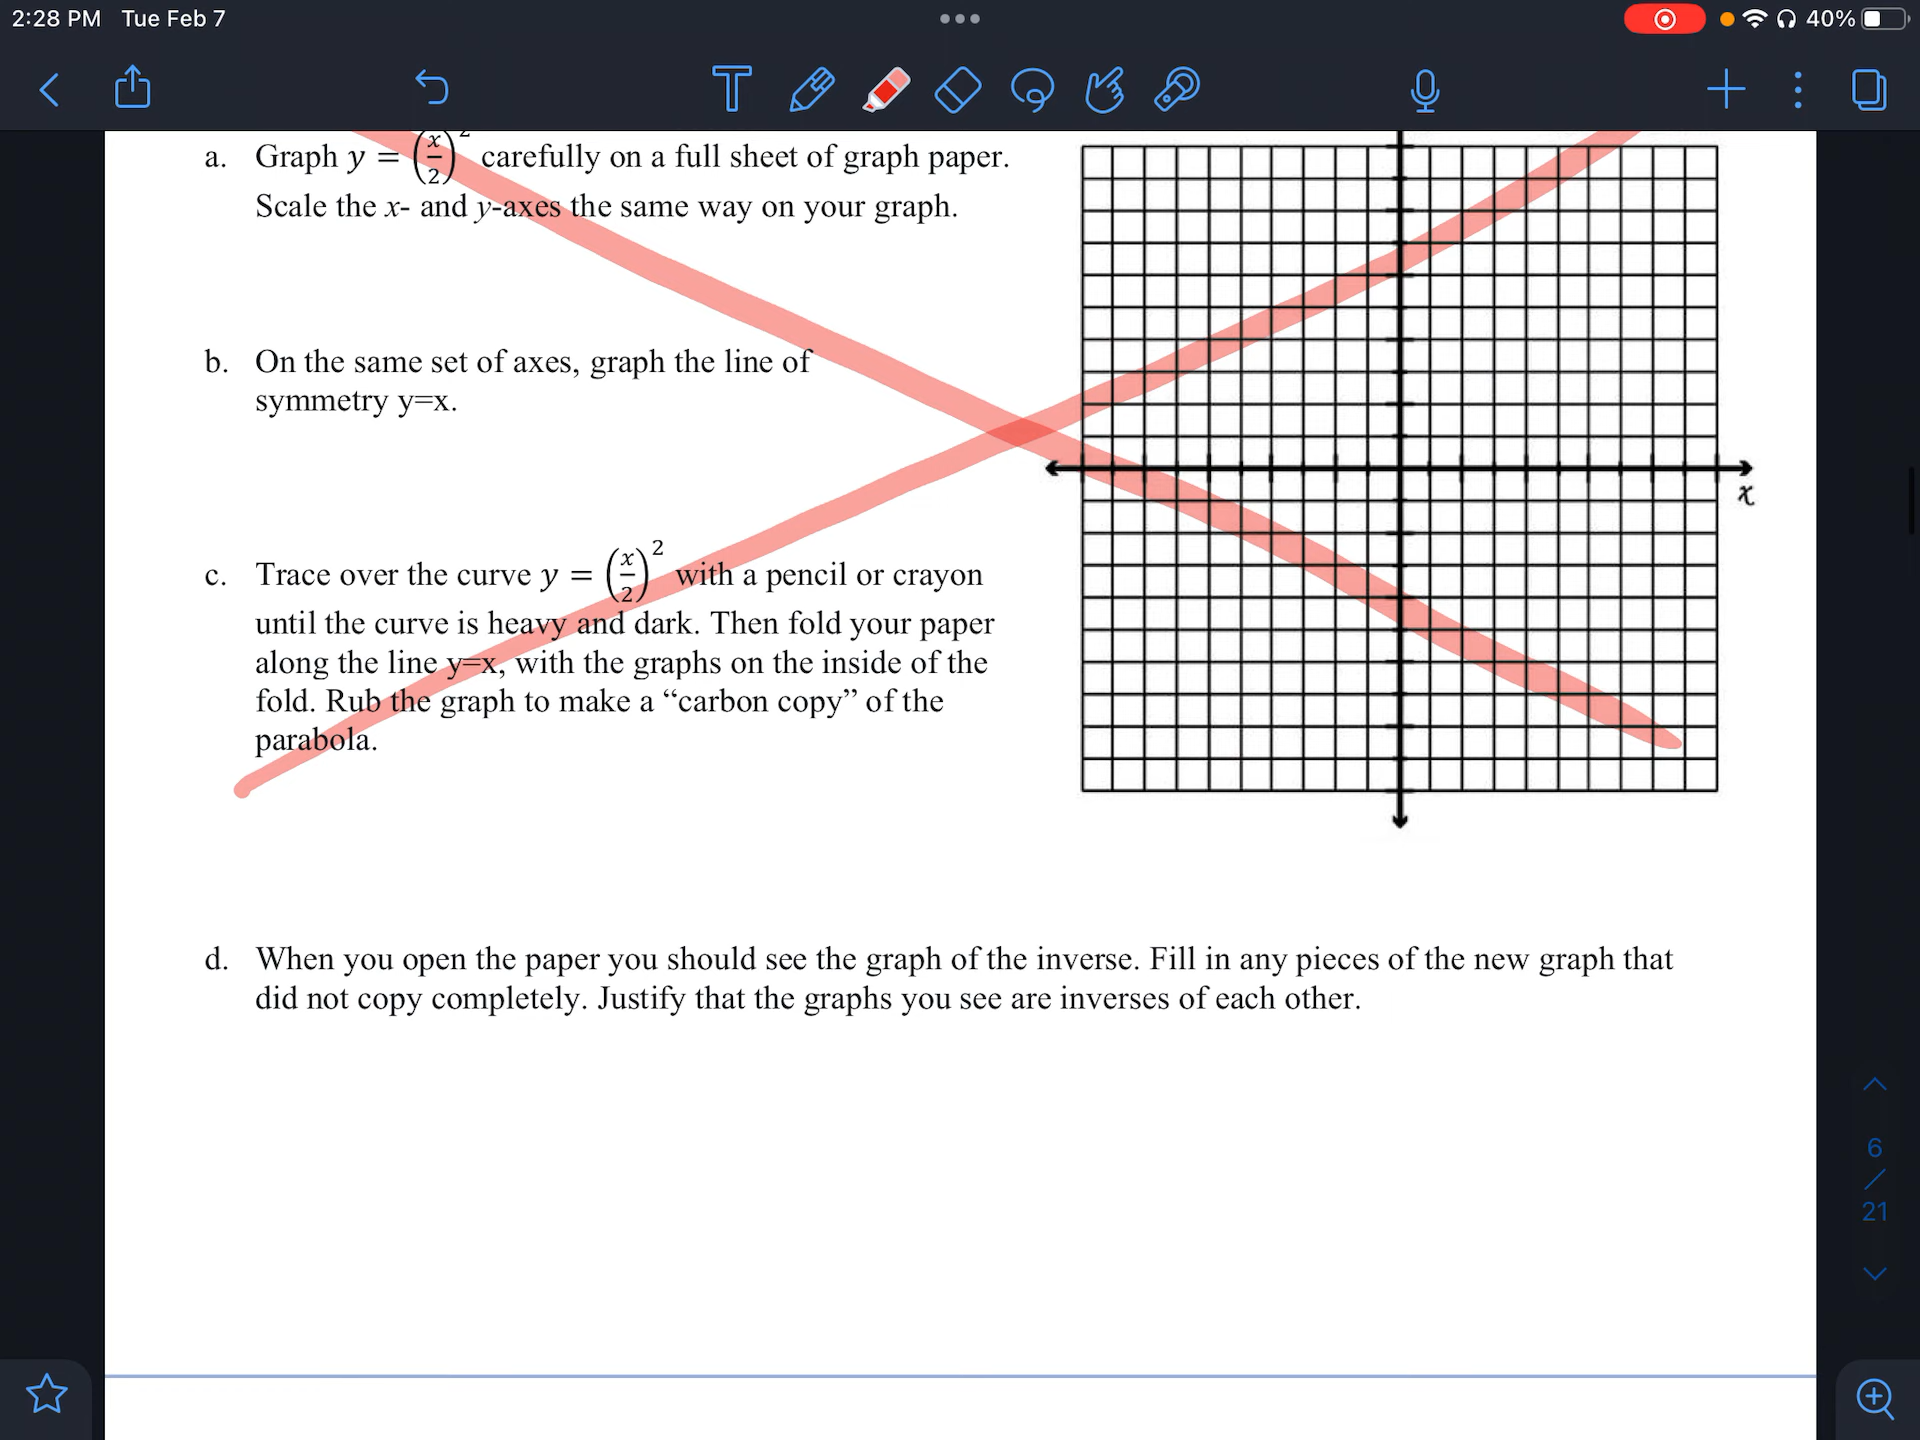 2:28 PM Tue Feb 7
40%
a. Graph y = (x/2)² carefully on a full sheet of graph paper.
Scale the x- and y-axes the same way on your graph.
b. On the same set of axes, graph the line of
symmetry y=x.
x
c. Trace over the curve y = (x/2)² with a pencil or crayon
until the curve is heavy and dark. Then fold your paper
along the line y=x, with the graphs on the inside of the
fold. Rub the graph to make a “carbon copy” of the
parabola.
d. When you open the paper you should see the graph of the inverse. Fill in any pieces of the new graph that
did not copy completely. Justify that the graphs you see are inverses of each other.
6
/
21